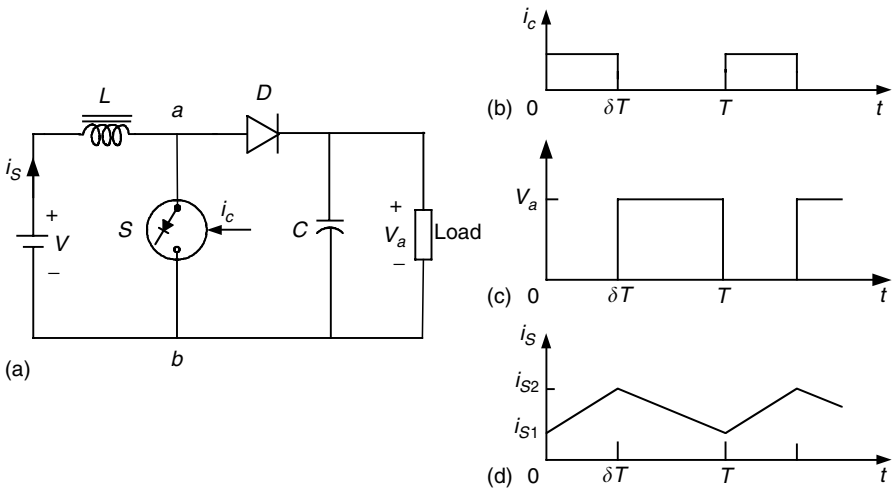 L
a
D
i_S
+
V
−
S
i_c
C
+
V_a
−
Load
b
(a)
i_c
(b)
0
δT
T
t
V_a
(c)
0
δT
T
t
i_S
i_S2
i_S1
(d)
0
δT
T
t